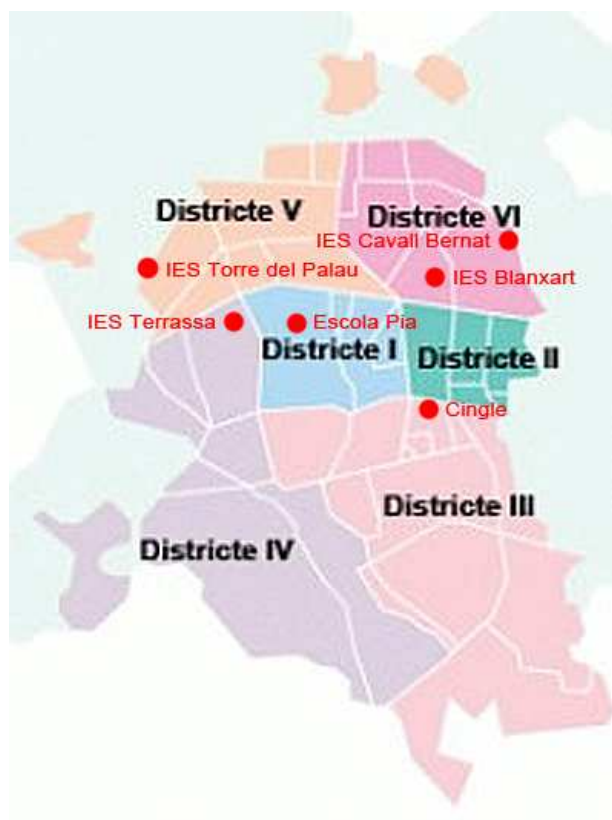 Districte V
Districte VI
IES Cavall Bernat
IES Torre del Palau
IES Blanxart
IES Terrassa
Escola Pia
Districte I
Districte II
Cingle
Districte III
Districte IV